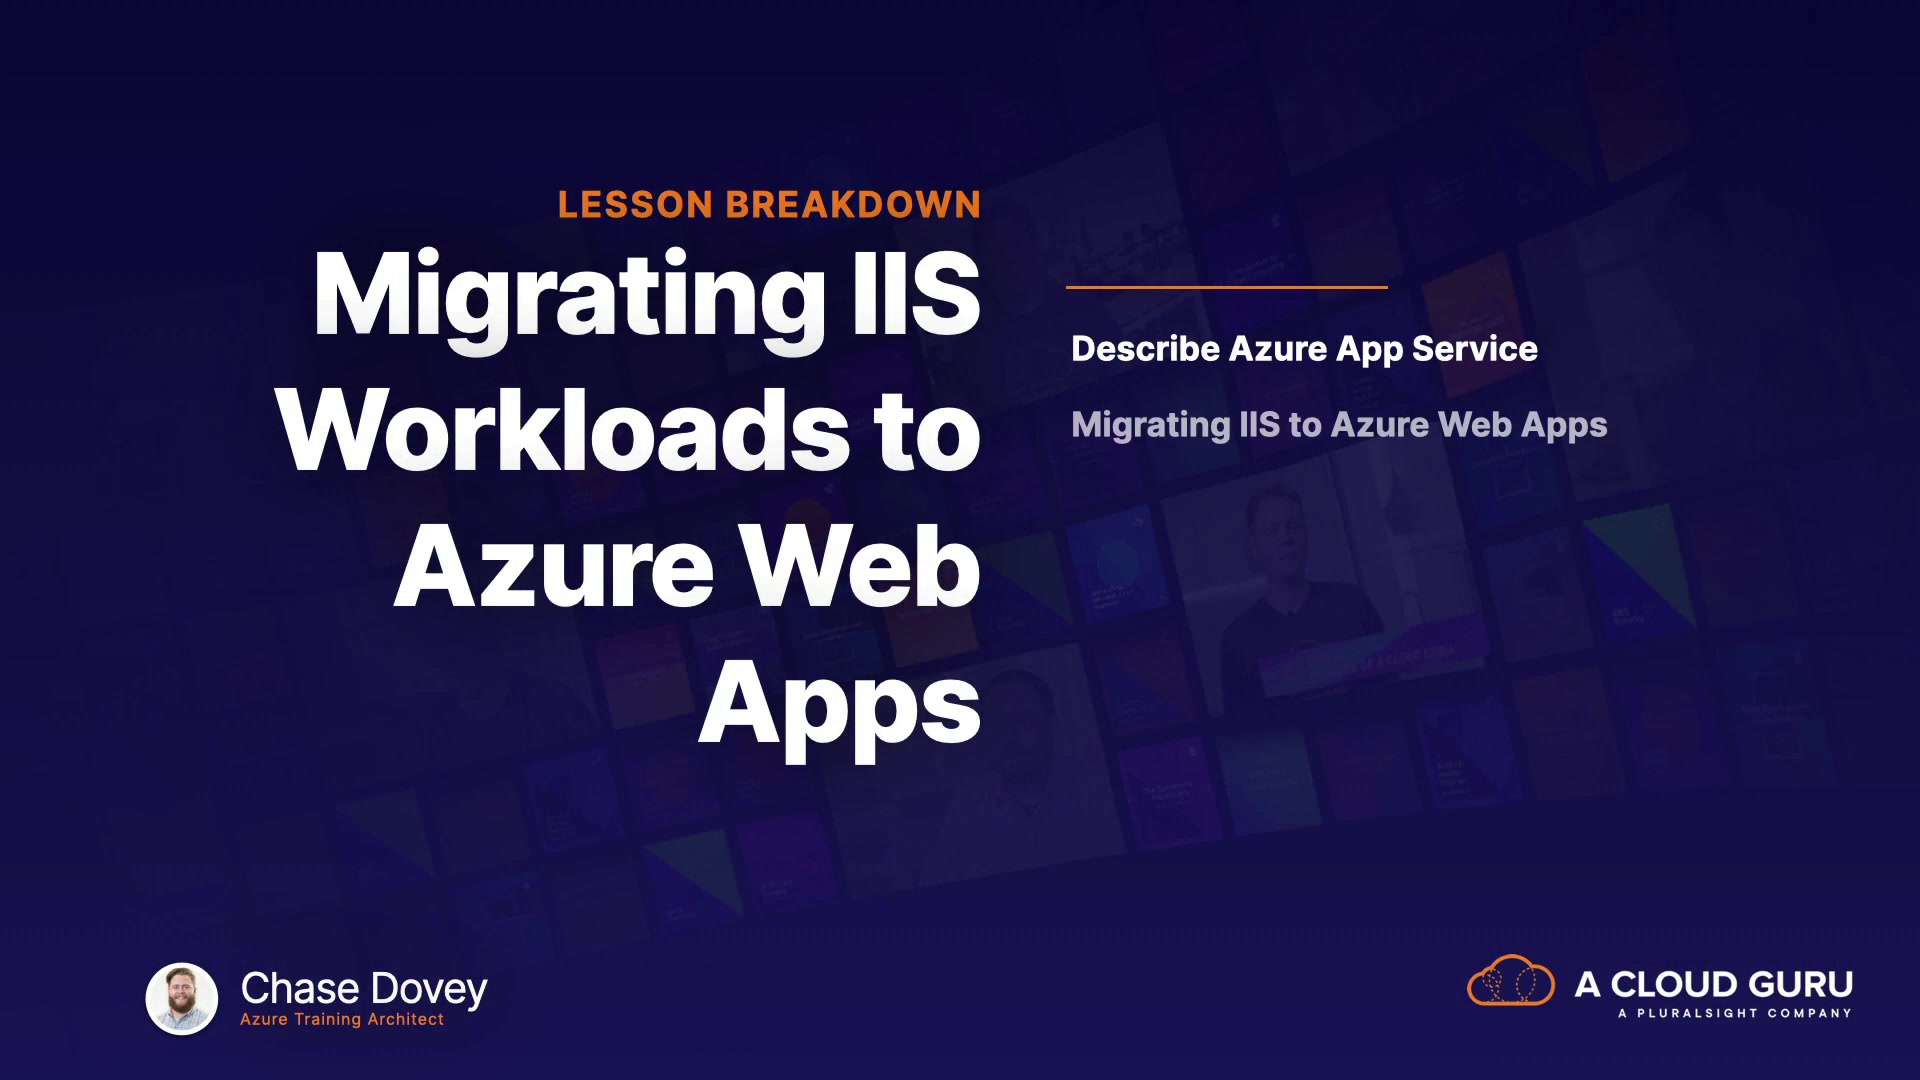 LESSON BREAKDOWN
Migrating IIS
Workloads to
Azure Web
Apps
Describe Azure App Service
Migrating IIS to Azure Web Apps
Chase Dovey
Azure Training Architect
A CLOUD GURU
A PLURALSIGHT COMPANY